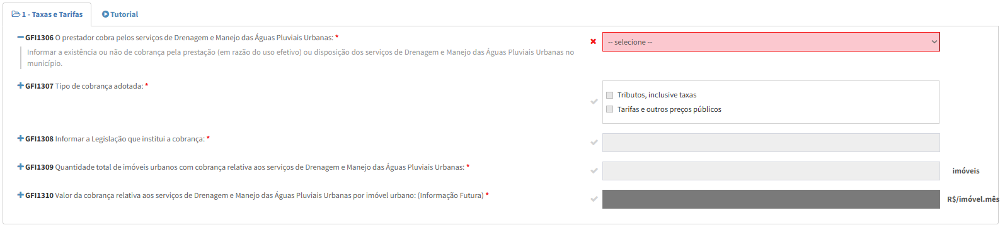 1 - Taxas e Tarifas
Tutorial
GFI1306 O prestador cobra pelos serviços de Drenagem e Manejo das Águas Pluviais Urbanas: *
-- selecione --
Informar a existência ou não de cobrança pela prestação (em razão do uso efetivo) ou disposição dos serviços de Drenagem e Manejo das Águas Pluviais Urbanas no
município.
GFI1307 Tipo de cobrança adotada: *
Tributos, inclusive taxas
Tarifas e outros preços públicos
GFI1308 Informar a Legislação que institui a cobrança: *
GFI1309 Quantidade total de imóveis urbanos com cobrança relativa aos serviços de Drenagem e Manejo das Águas Pluviais Urbanas: *
imóveis
GFI1310 Valor da cobrança relativa aos serviços de Drenagem e Manejo das Águas Pluviais Urbanas por imóvel urbano: (Informação Futura) *
R$/imóvel.mês